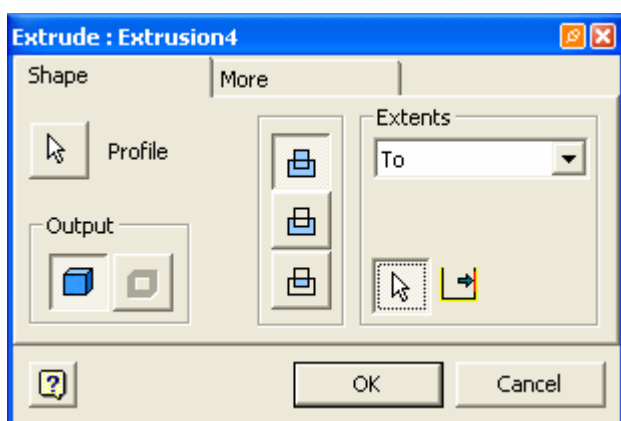 Extrude : Extrusion4
Shape
More
Profile
Output
Extents
To
OK
Cancel